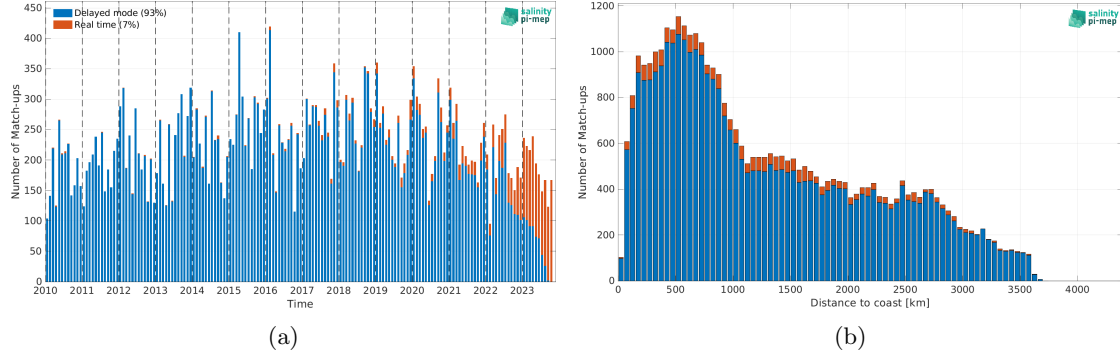 Delayed mode (93%)
Real time (7%)
salinity
pi-mep
Number of Match-ups
450
400
350
300
250
200
150
100
50
0
2010 2011 2012 2013 2014 2015 2016 2017 2018 2019 2020 2021 2022 2023
Time
(a)
salinity
pi-mep
Number of Match-ups
1200
1000
800
600
400
200
0
0 500 1000 1500 2000 2500 3000 3500 4000
Distance to coast [km]
(b)